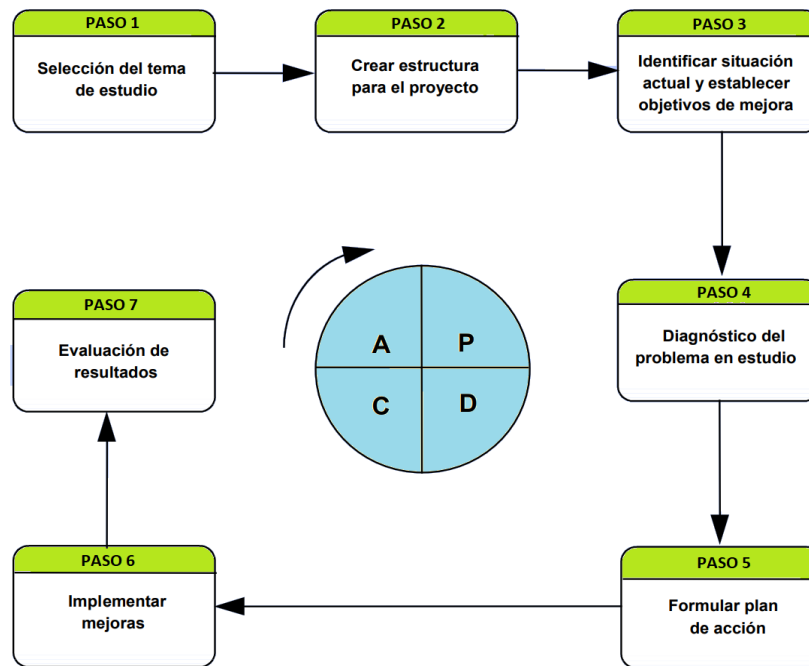 PASO 1
Selección del tema
de estudio
PASO 2
Crear estructura
para el proyecto
PASO 3
Identificar situación
actual y establecer
objetivos de mejora
PASO 4
Diagnóstico del
problema en estudio
PASO 5
Formular plan
de acción
PASO 6
Implementar
mejoras
PASO 7
Evaluación de
resultados
A
P
C
D